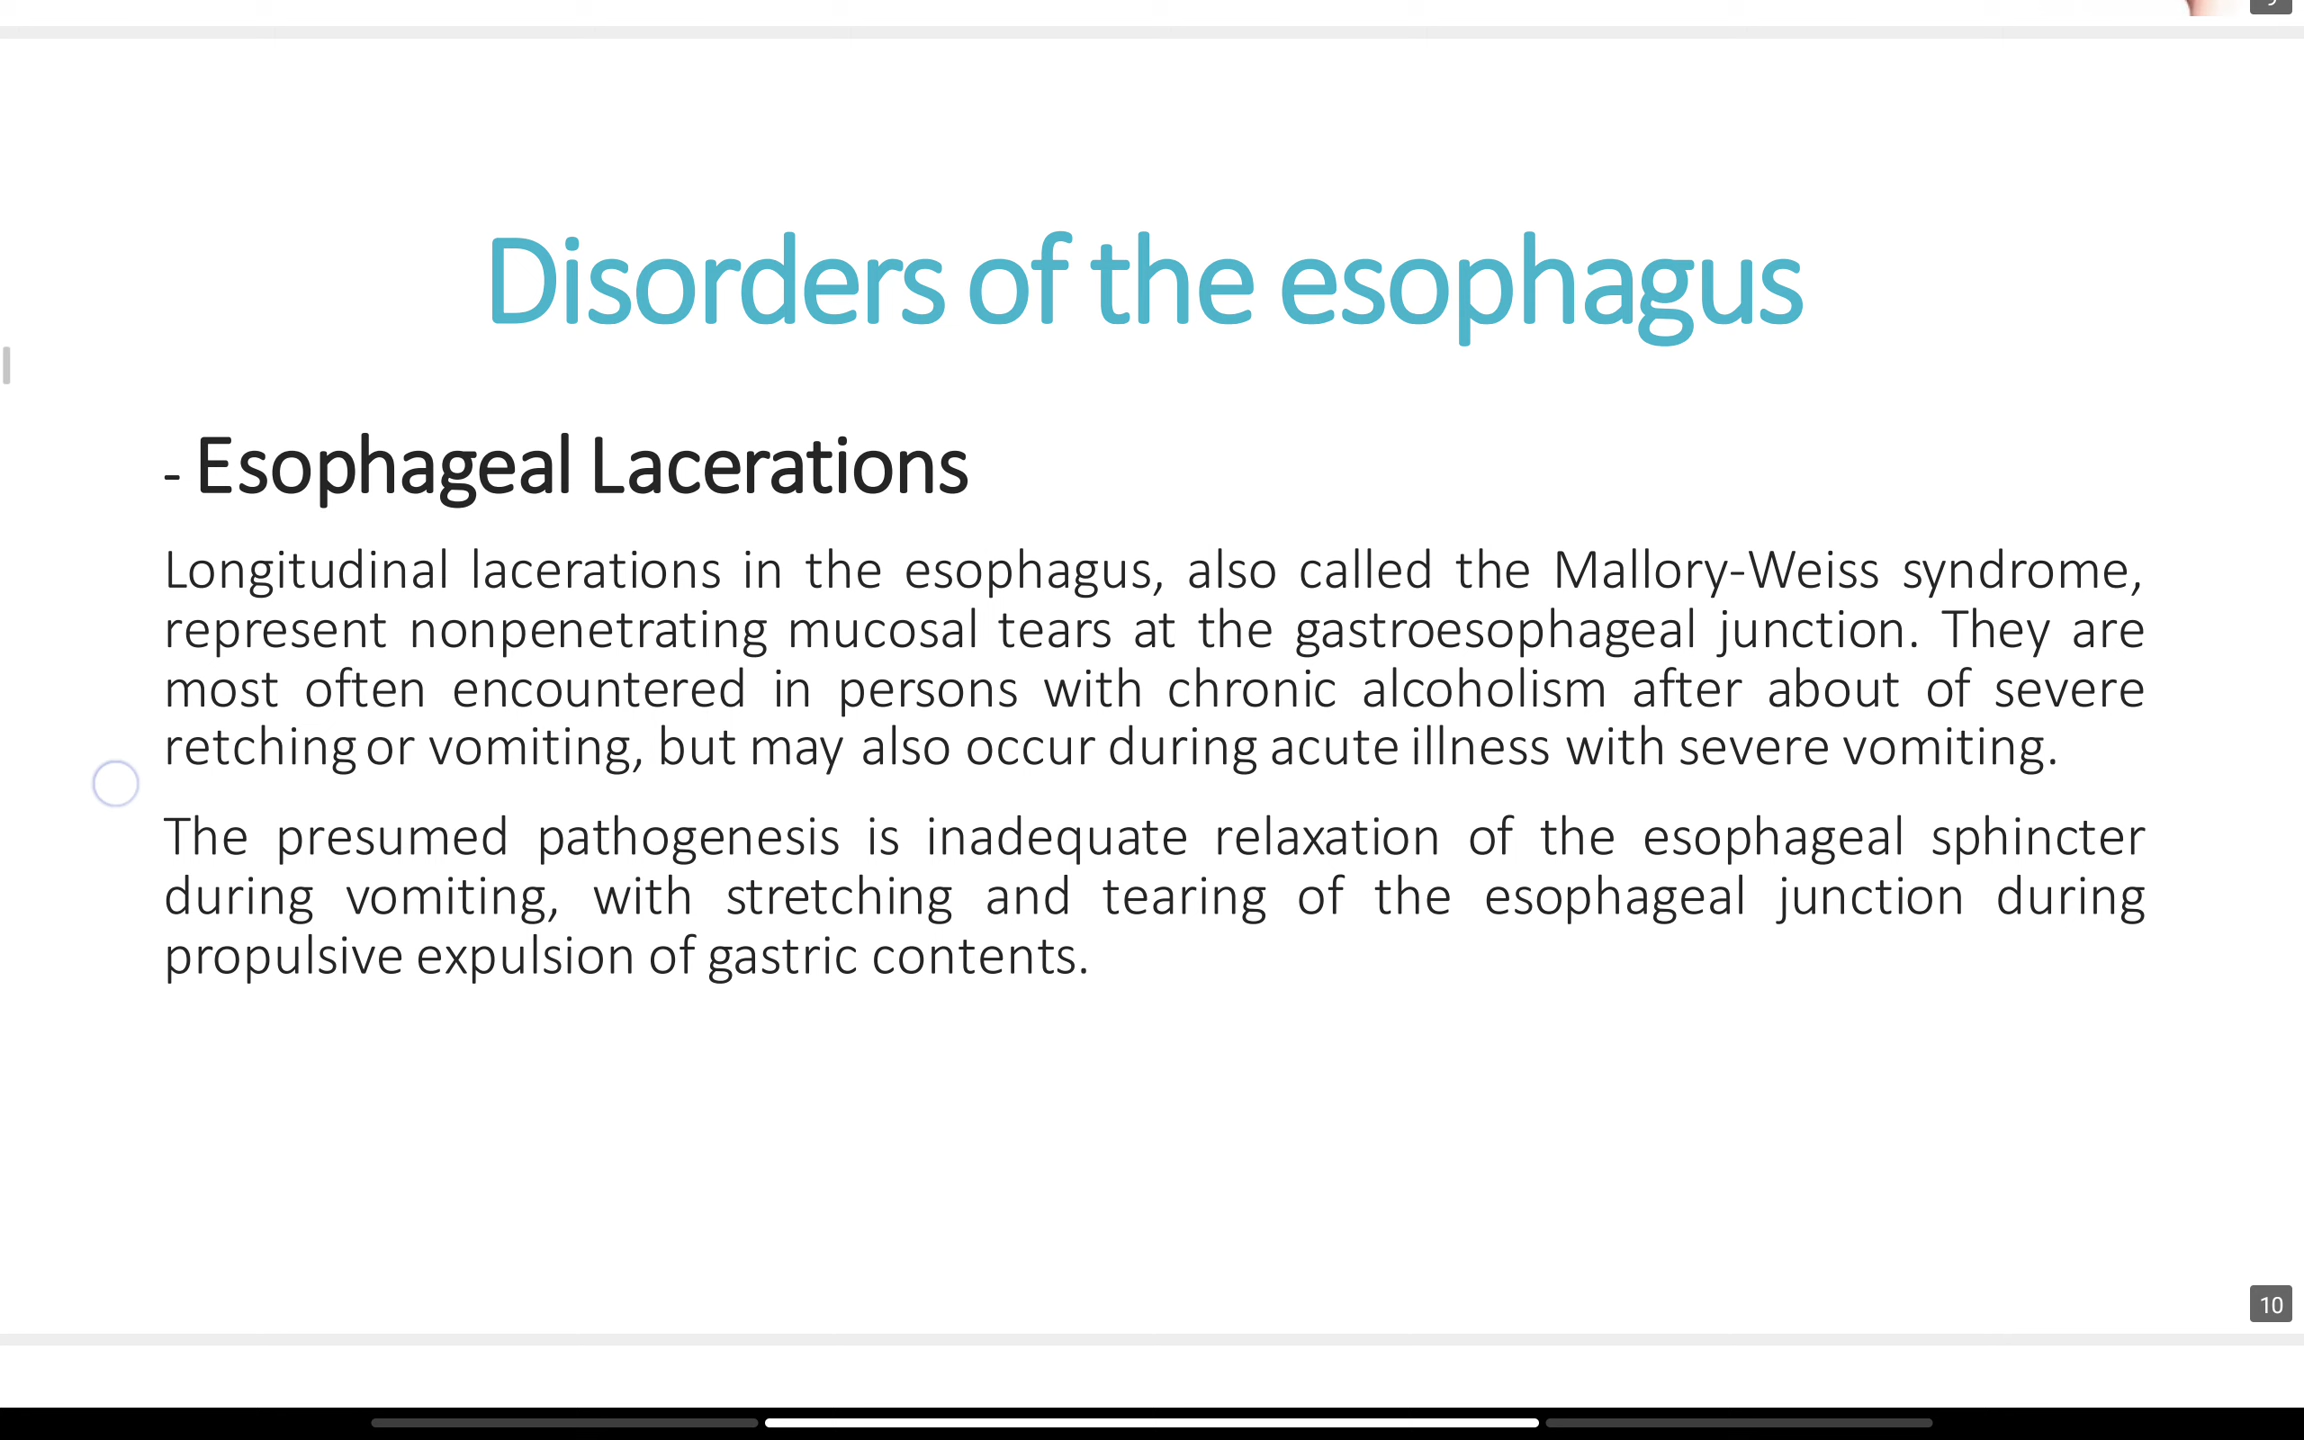 Disorders of the esophagus
- Esophageal Lacerations
Longitudinal lacerations in the esophagus, also called the Mallory-Weiss syndrome,
represent nonpenetrating mucosal tears at the gastroesophageal junction. They are
most often encountered in persons with chronic alcoholism after about of severe
retching or vomiting, but may also occur during acute illness with severe vomiting.
The presumed pathogenesis is inadequate relaxation of the esophageal sphincter
during vomiting, with stretching and tearing of the esophageal junction during
propulsive expulsion of gastric contents.
10